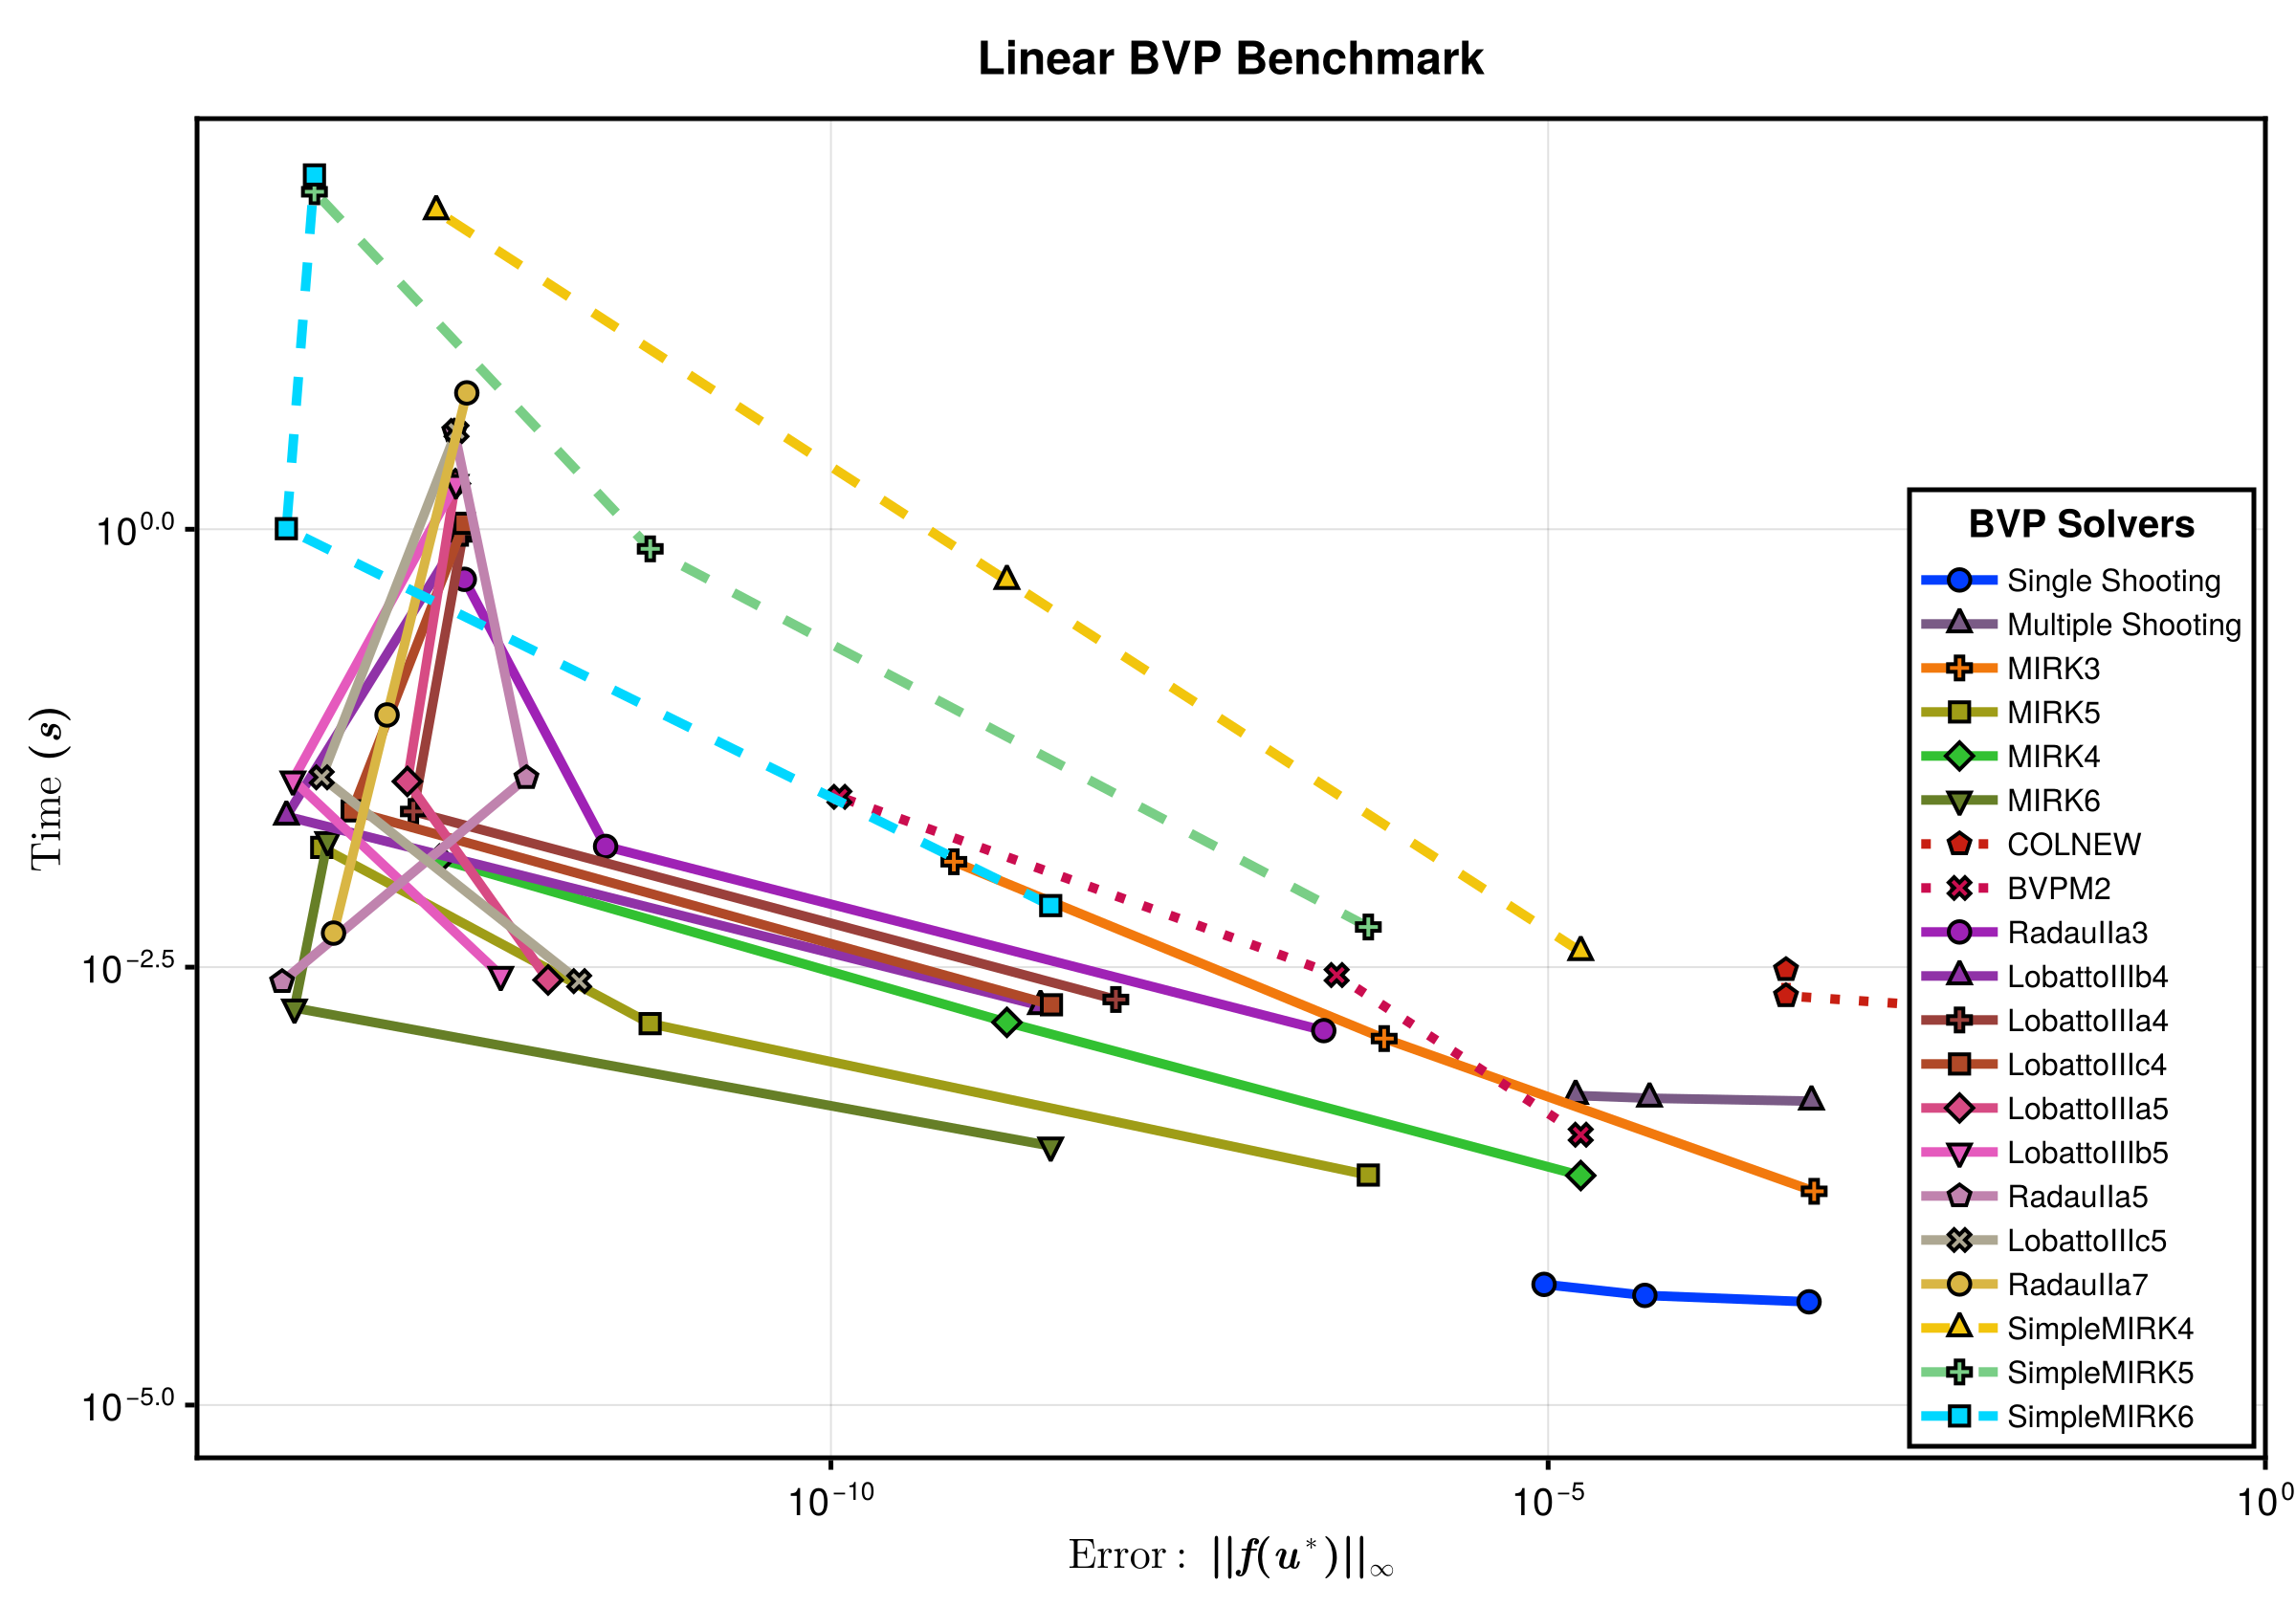 Linear BVP Benchmark
10^0.0
10^−2.5
10^−5.0
Time (s)
10^−10
10^−5
10^0
Error: ||f(u*)||∞
BVP Solvers
Single Shooting
Multiple Shooting
MIRK3
MIRK5
MIRK4
MIRK6
COLNEW
BVPM2
RadauIIa3
LobattoIIIb4
LobattoIIIa4
LobattoIIIc4
LobattoIIIa5
LobattoIIIb5
RadauIIa5
LobattoIIIc5
RadauIIa7
SimpleMIRK4
SimpleMIRK5
SimpleMIRK6